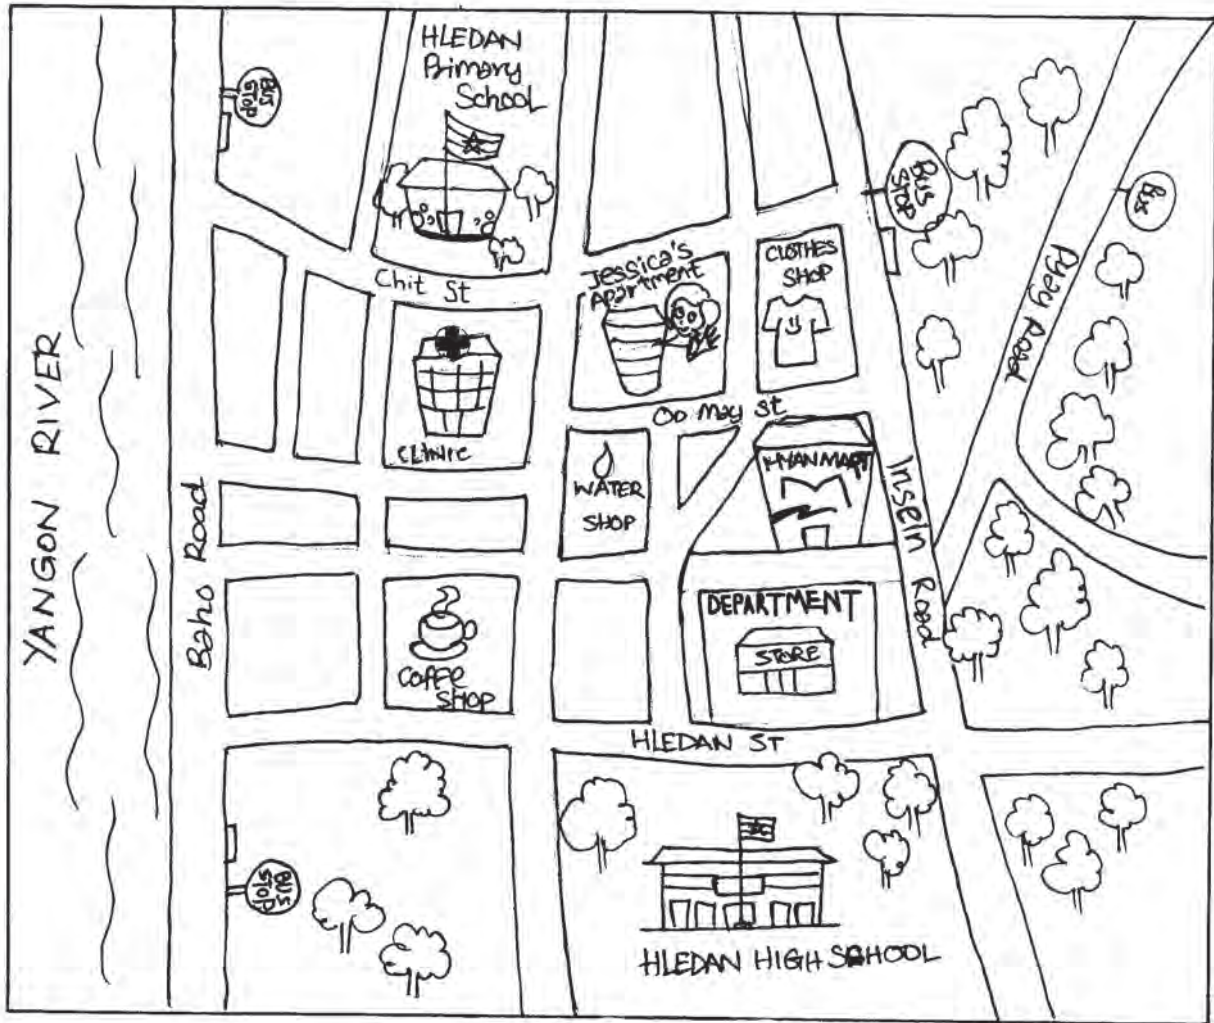 HLEDAN
Primary
School
BUS
STOP
BUS
STOP
Bus
Chit St
Jessica's
Apartment
CLOTHES
SHOP
Pyay Road
YANGON RIVER
CLINIC
Oo May St
WATER
SHOP
Insein Road
Baho Road
DEPARTMENT
STORE
COFFE
SHOP
HLEDAN ST
BUS
STOP
HLEDAN HIGH SCHOOL